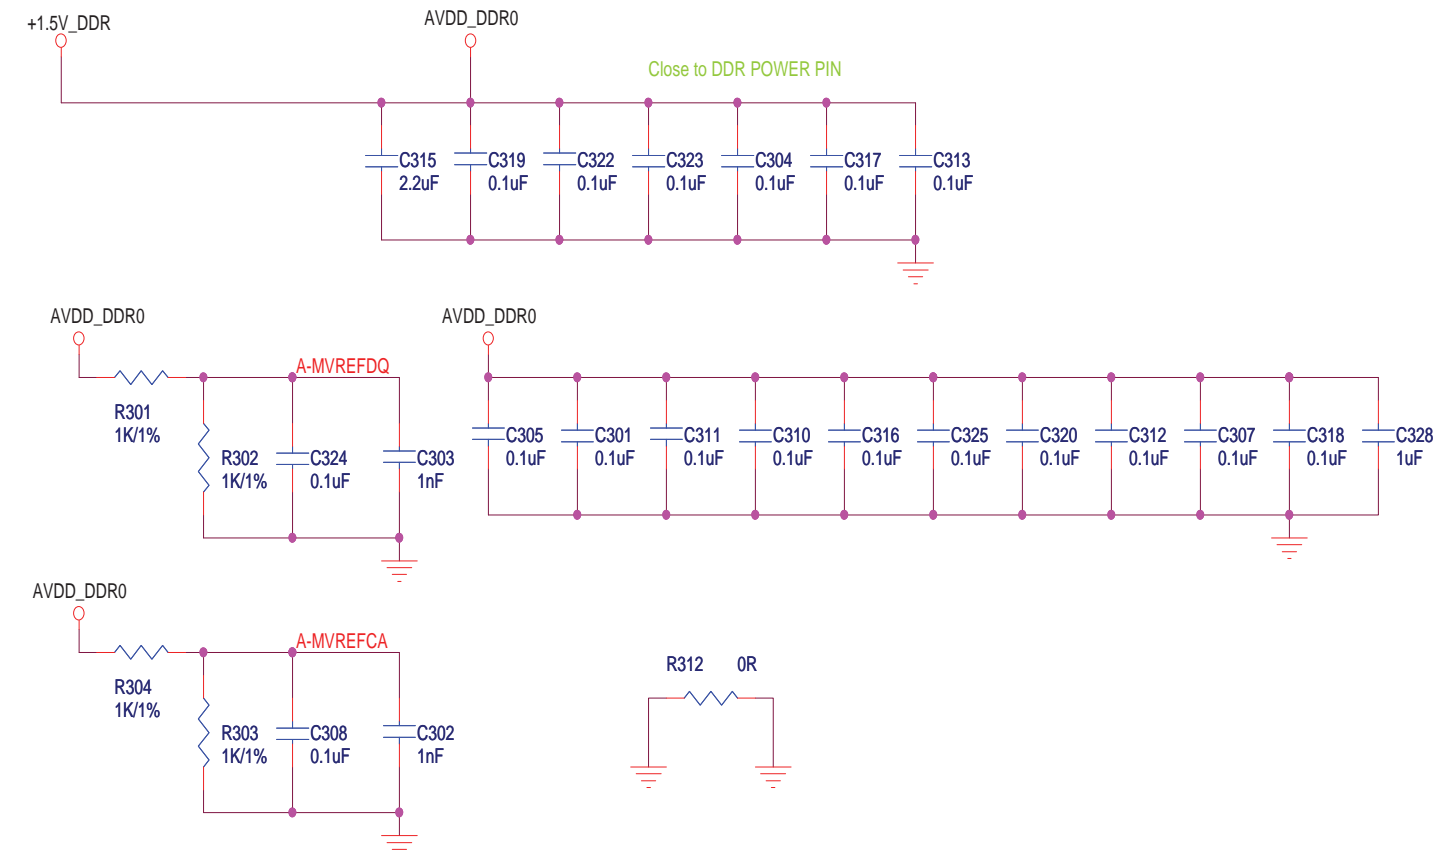 +1.5V_DDR
AVDD_DDR0
Close to DDR POWER PIN
C315 C319 C322 C323 C304 C317 C313
2.2uF 0.1uF 0.1uF 0.1uF 0.1uF 0.1uF 0.1uF
AVDD_DDR0
AVDD_DDR0
A-MVREFDQ
R301
1K/1%
R302
1K/1%
C324
0.1uF
C303
1nF
C305 C301 C311 C310 C316 C325 C320 C312 C307 C318 C328
0.1uF 0.1uF 0.1uF 0.1uF 0.1uF 0.1uF 0.1uF 0.1uF 0.1uF 0.1uF 1uF
AVDD_DDR0
A-MVREFCA
R304
1K/1%
R303
1K/1%
C308
0.1uF
C302
1nF
R312 0R